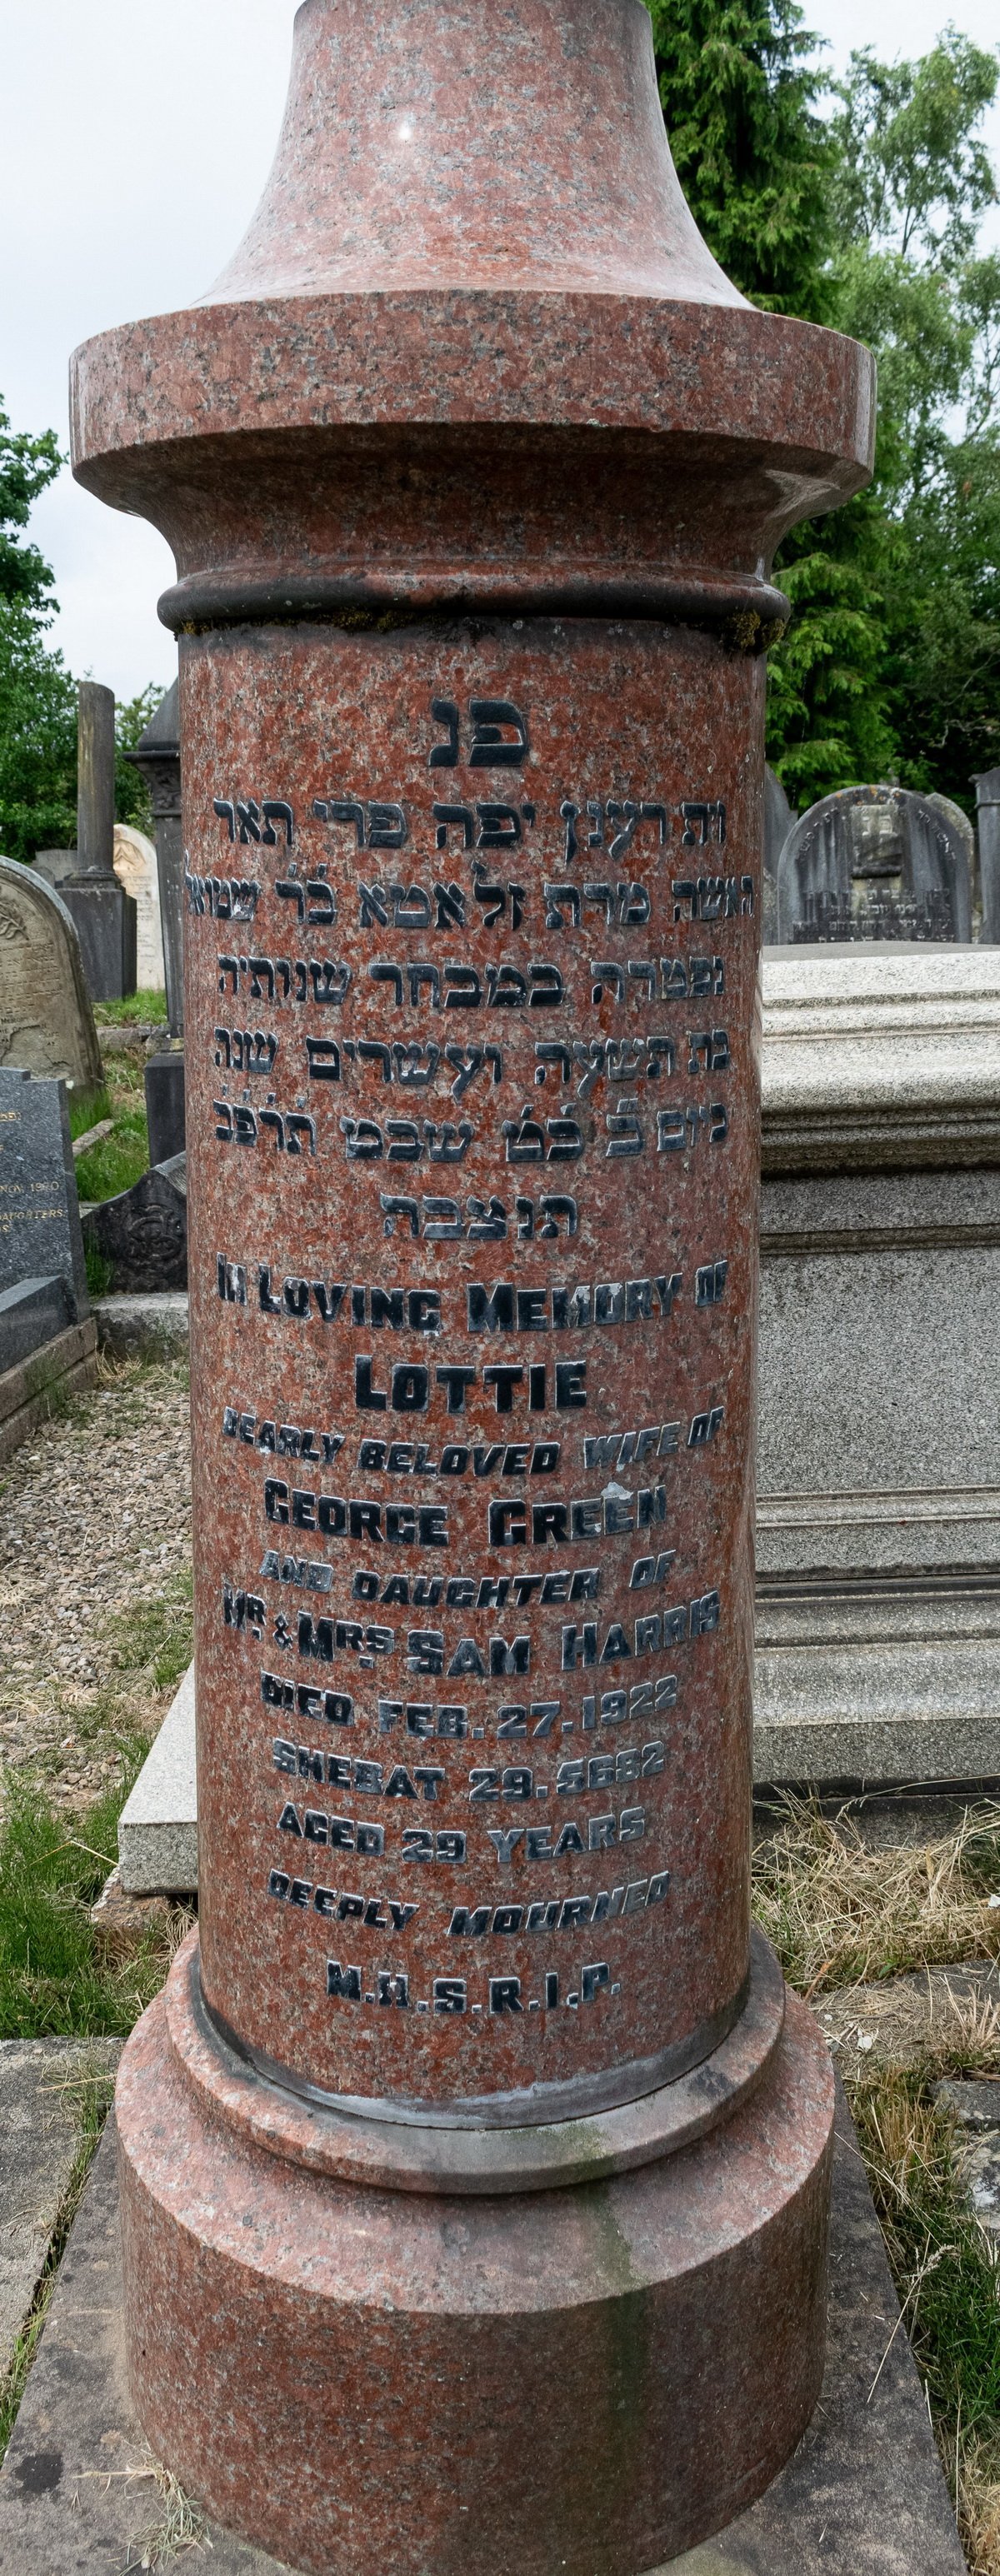 פנ
זית רענן יפה פרי תאר
האשה מרת זלאטא בר שמואל
נפטרה במבחר שנותיה
בת תשעה ועשרים שנה
ביום ב כט שבט תרפב
תנצבה
IN LOVING MEMORY OF
LOTTIE
DEARLY BELOVED WIFE OF
GEORGE GREEN
AND DAUGHTER OF
MR. & MRS SAM HARRIS
DIED FEB. 27. 1922
SHEBAT 29. 5682
AGED 29 YEARS
DEEPLY MOURNED
M.H.S.R.I.P.